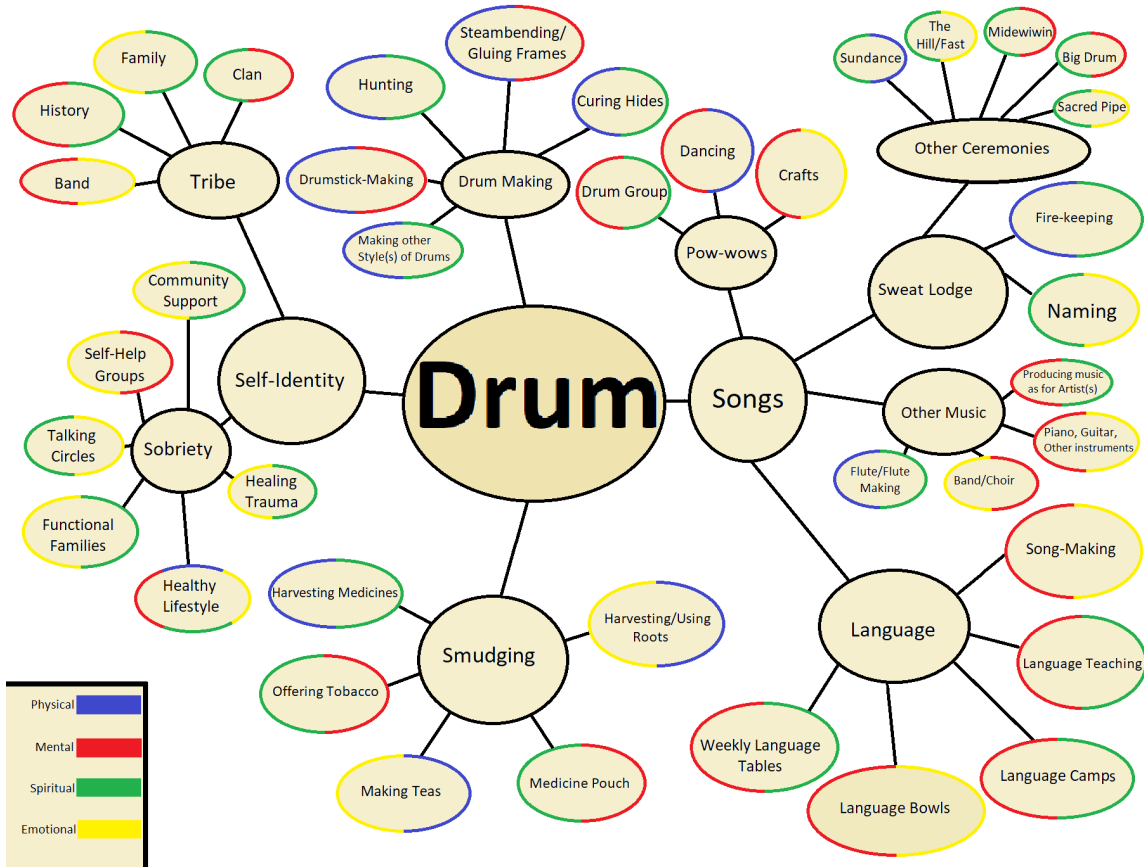 Family
Clan
History
Band
Tribe
Hunting
Steambending/
Gluing Frames
Curing Hides
Drumstick-Making
Drum Making
Making other
Style(s) of Drums
Drum Group
Dancing
Crafts
Pow-wows
Sundance
The
Hill/Fast
Midewiwin
Big Drum
Sacred Pipe
Other Ceremonies
Fire-keeping
Sweat Lodge
Naming
Community
Support
Self-Help
Groups
Self-Identity
Talking
Circles
Sobriety
Healing
Trauma
Functional
Families
Healthy
Lifestyle
Drum
Songs
Producing music
as for Artist(s)
Other Music
Piano, Guitar,
Other instruments
Flute/Flute
Making
Band/Choir
Song-Making
Language
Language Teaching
Weekly Language
Tables
Language Camps
Language Bowls
Harvesting Medicines
Harvesting/Using
Roots
Smudging
Offering Tobacco
Making Teas
Medicine Pouch
Physical
Mental
Spiritual
Emotional